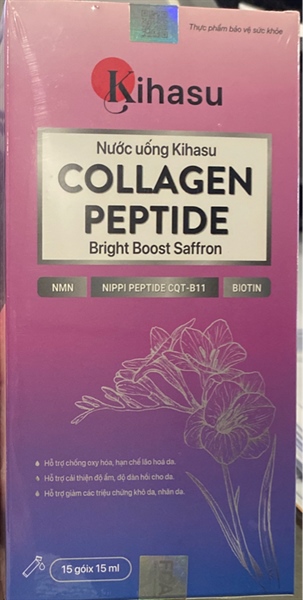 Thực phẩm bảo vệ sức khỏe
Kihasu
Nước uống Kihasu
COLLAGEN
PEPTIDE
Bright Boost Saffron
NMN
NIPPI PEPTIDE CQT-B11
BIOTIN
Hỗ trợ chống oxy hóa, hạn chế lão hoá da.
Hỗ trợ cải thiện độ ẩm, độ đàn hồi cho da.
Hỗ trợ giảm các triệu chứng khô da, nhăn da.
15 góix 15 ml